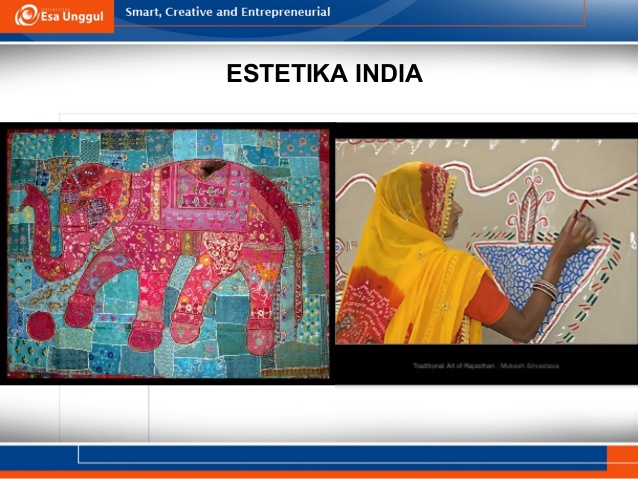 Esa Unggul
Smart, Creative and Entrepreneurial
ESTETIKA INDIA
Traditional Art of Rajasthan . Mukesh Srivastava